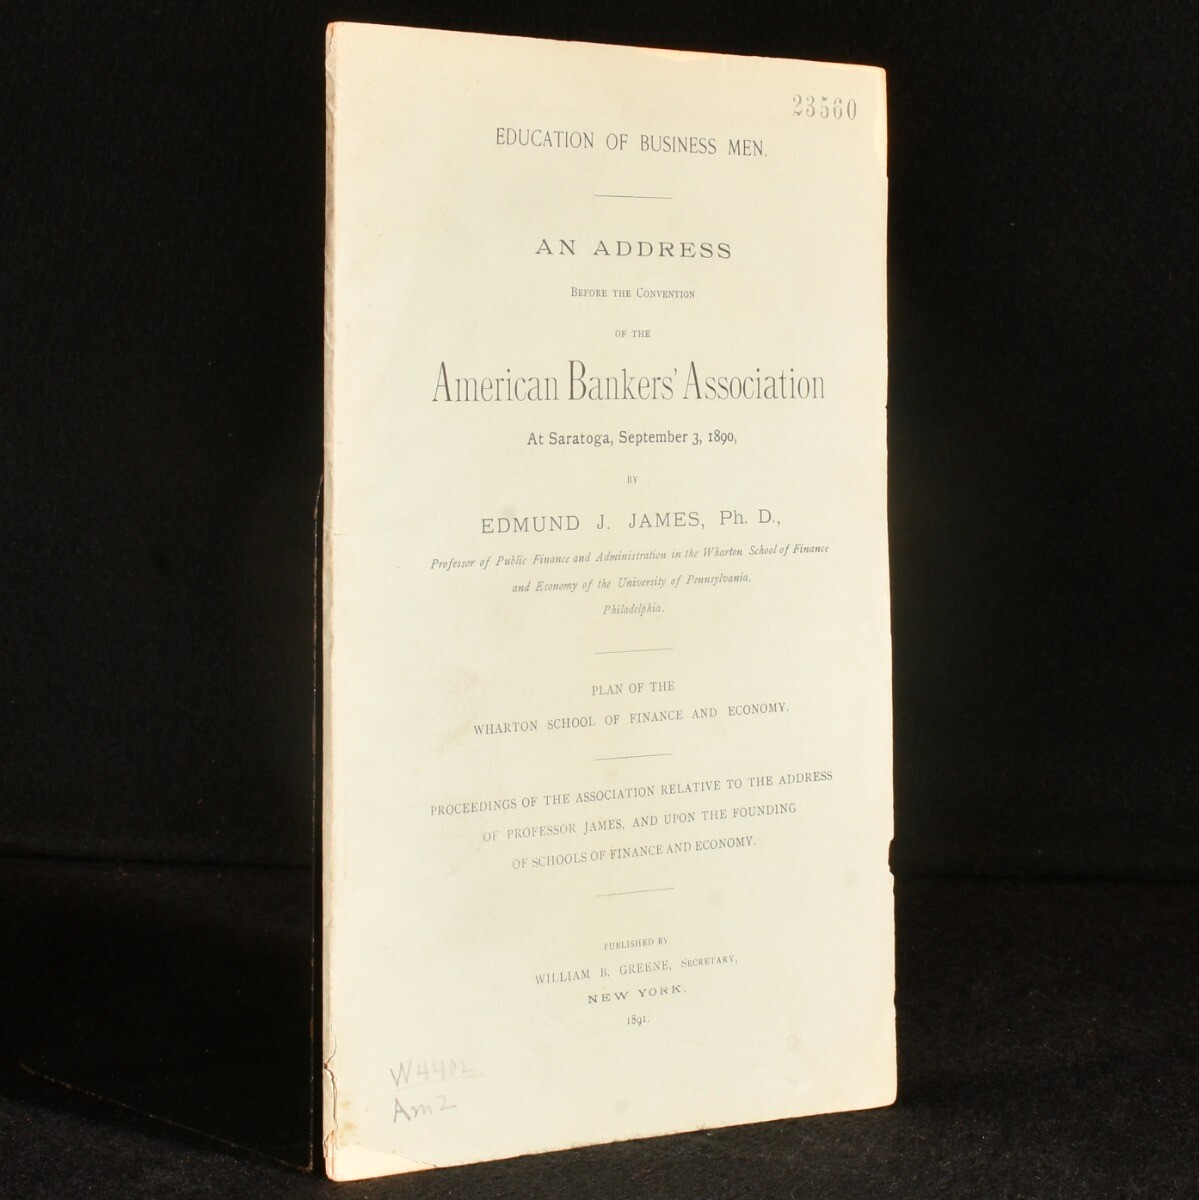 23560
EDUCATION OF BUSINESS MEN.
AN ADDRESS
BEFORE THE CONVENTION
OF THE
American Bankers' Association
At Saratoga, September 3, 1890,
BY
EDMUND J. JAMES, Ph. D.,
Professor of Public Finance and Administration in the Wharton School of Finance
and Economy of the University of Pennsylvania,
Philadelphia.
PLAN OF THE
WHARTON SCHOOL OF FINANCE AND ECONOMY.
PROCEEDINGS OF THE ASSOCIATION RELATIVE TO THE ADDRESS
OF PROFESSOR JAMES, AND UPON THE FOUNDING
OF SCHOOLS OF FINANCE AND ECONOMY.
PUBLISHED BY
WILLIAM B. GREENE, SECRETARY,
NEW YORK.
1891.
W4402
Am2